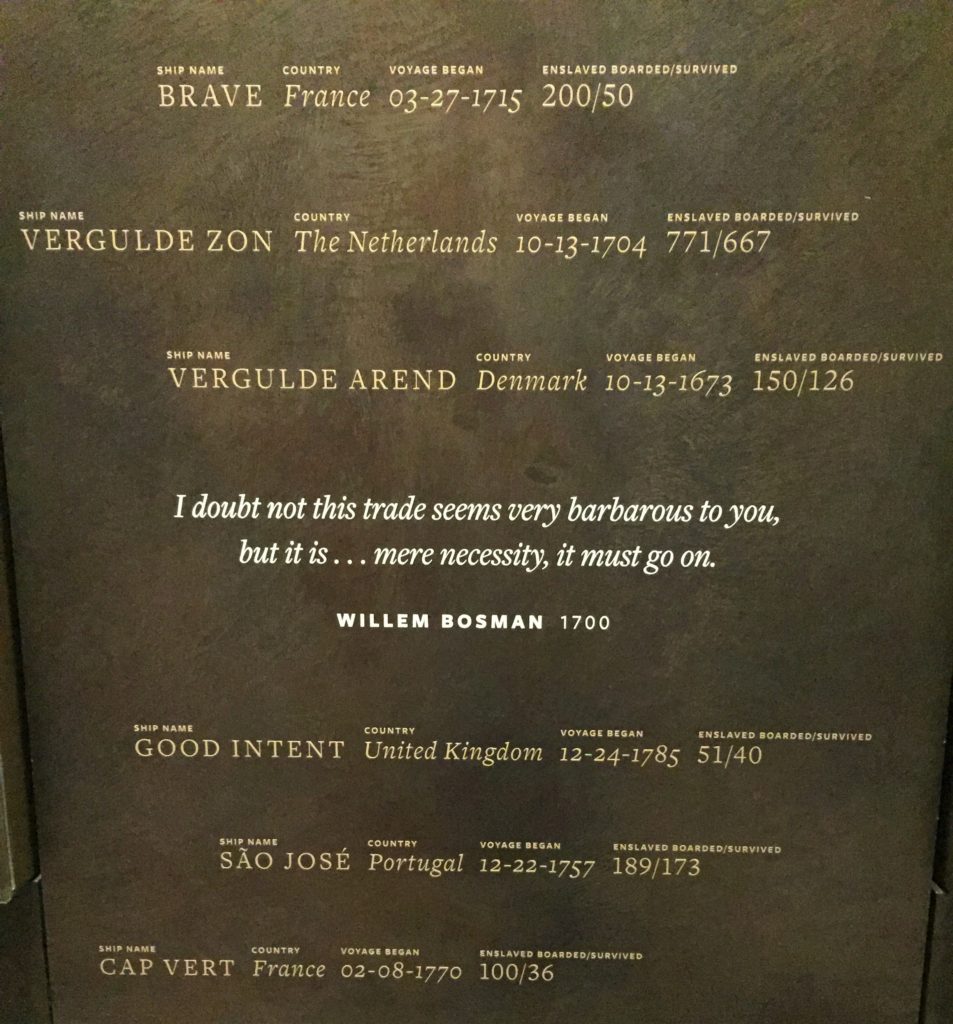 SHIP NAME COUNTRY VOYAGE BEGAN ENSLAVED BOARDED/SURVIVED
BRAVE France 03-27-1715 200/50
SHIP NAME COUNTRY VOYAGE BEGAN ENSLAVED BOARDED/SURVIVED
VERGULDE ZON The Netherlands 10-13-1704 771/667
SHIP NAME COUNTRY VOYAGE BEGAN ENSLAVED BOARDED/SURVIVED
VERGULDE AREND Denmark 10-13-1673 150/126
I doubt not this trade seems very barbarous to you,
but it is . . . mere necessity, it must go on.
WILLEM BOSMAN 1700
SHIP NAME COUNTRY VOYAGE BEGAN ENSLAVED BOARDED/SURVIVED
GOOD INTENT United Kingdom 12-24-1785 51/40
SHIP NAME COUNTRY VOYAGE BEGAN ENSLAVED BOARDED/SURVIVED
SÃO JOSÉ Portugal 12-22-1757 189/173
SHIP NAME COUNTRY VOYAGE BEGAN ENSLAVED BOARDED/SURVIVED
CAP VERT France 02-08-1770 100/36